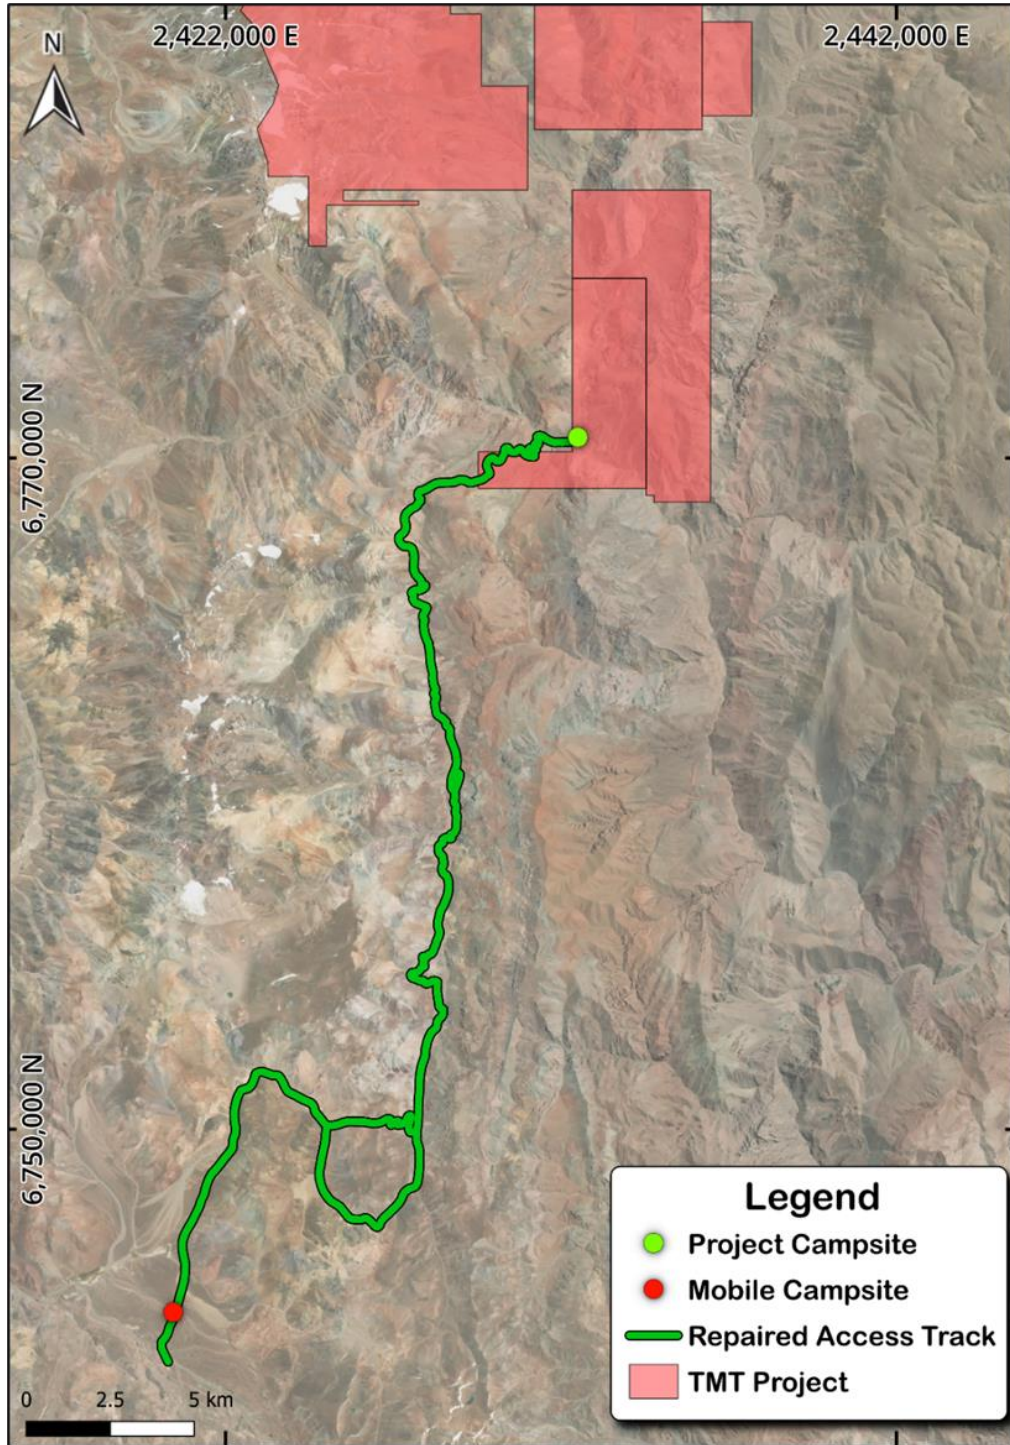 N
2,422,000 E
2,442,000 E
6,770,000 N
6,750,000 N
Legend
Project Campsite
Mobile Campsite
Repaired Access Track
TMT Project
0 2.5 5 km